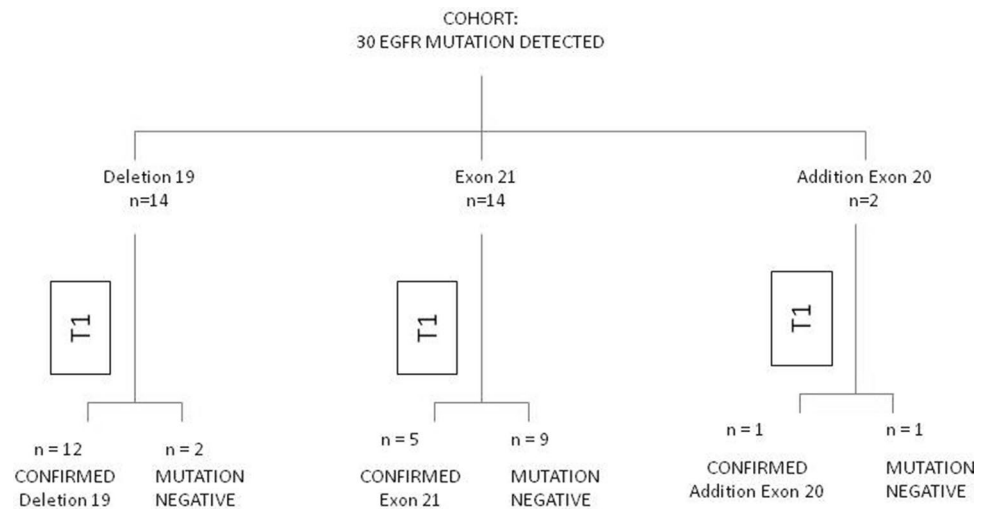 COHORT:
30 EGFR MUTATION DETECTED
Deletion 19
n=14
Exon 21
n=14
Addition Exon 20
n=2
T1
T1
T1
n = 12
CONFIRMED
Deletion 19
n = 2
MUTATION
NEGATIVE
n = 5
CONFIRMED
Exon 21
n = 9
MUTATION
NEGATIVE
n = 1
CONFIRMED
Addition Exon 20
n = 1
MUTATION
NEGATIVE